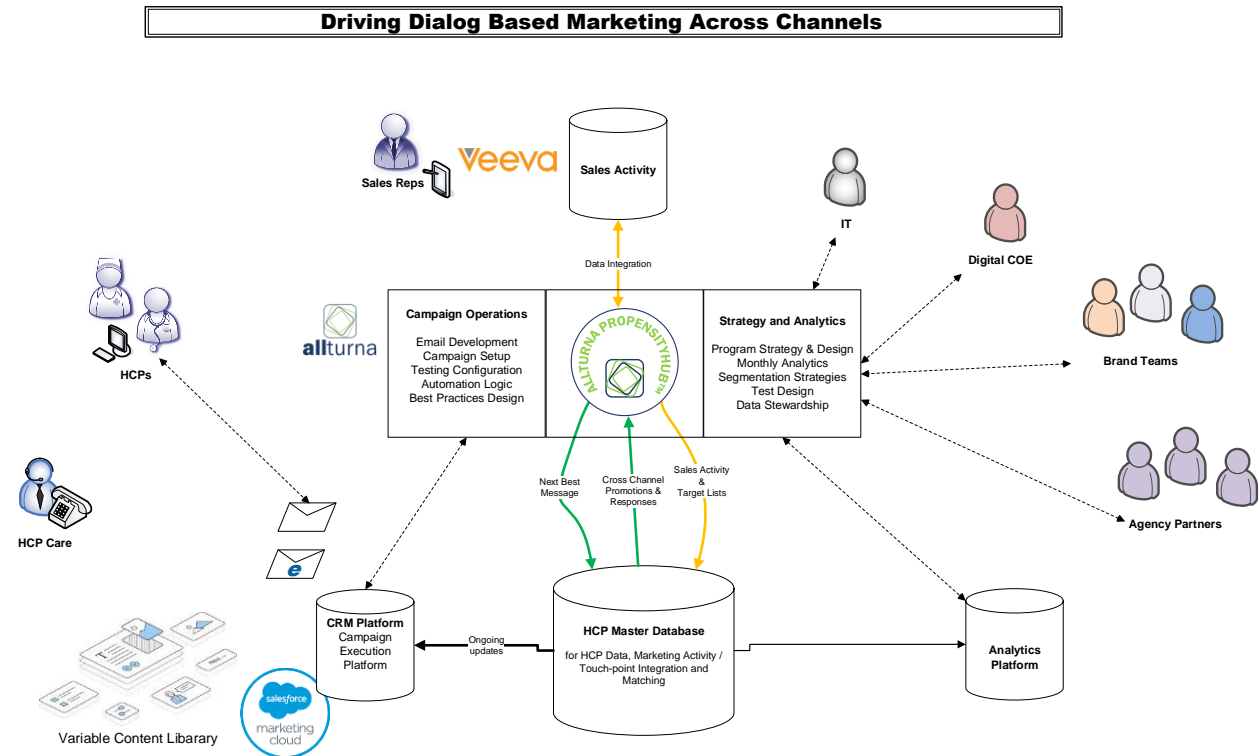 Driving Dialog Based Marketing Across Channels
Sales Reps
veeva
Sales Activity
IT
Digital COE
Data Integration
Brand Teams
HCPs
allturna
Campaign Operations
Email Development
Campaign Setup
Testing Configuration
Automation Logic
Best Practices Design
ALLTURNA PROPENSITYHUB™
Strategy and Analytics
Program Strategy & Design
Monthly Analytics
Segmentation Strategies
Test Design
Data Stewardship
Agency Partners
HCP Care
Next Best
Message
Cross Channel
Promotions &
Responses
Sales Activity
&
Target Lists
e
CRM Platform
Campaign
Execution
Platform
Ongoing
updates
HCP Master Database
for HCP Data, Marketing Activity /
Touch-point Integration and
Matching
Analytics
Platform
salesforce
marketing
cloud
Variable Content Libarary